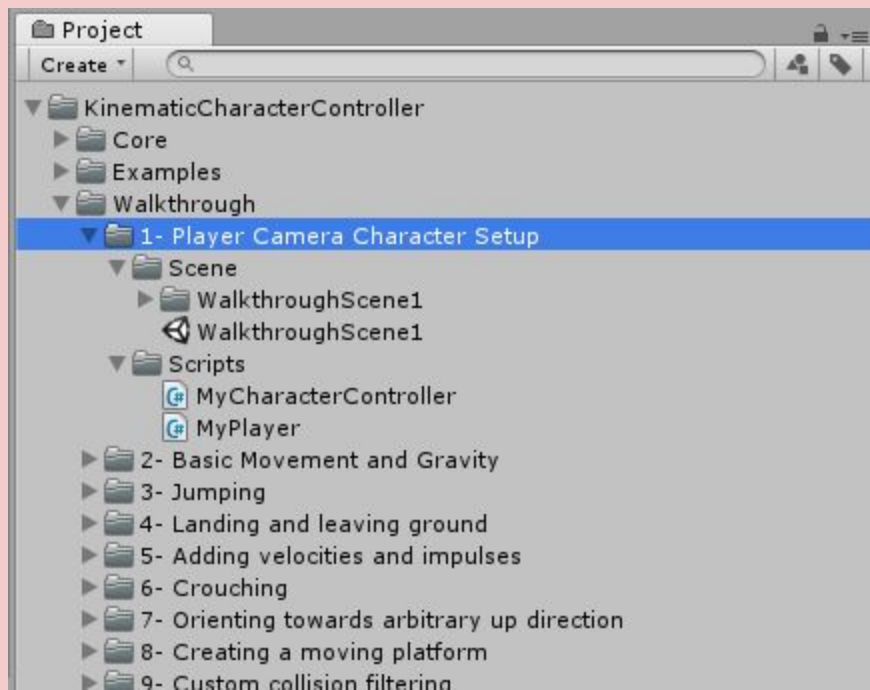 Project
Create
KinematicCharacterController
Core
Examples
Walkthrough
1- Player Camera Character Setup
Scene
WalkthroughScene1
WalkthroughScene1
Scripts
MyCharacterController
MyPlayer
2- Basic Movement and Gravity
3- Jumping
4- Landing and leaving ground
5- Adding velocities and impulses
6- Crouching
7- Orienting towards arbitrary up direction
8- Creating a moving platform
9- Custom collision filtering